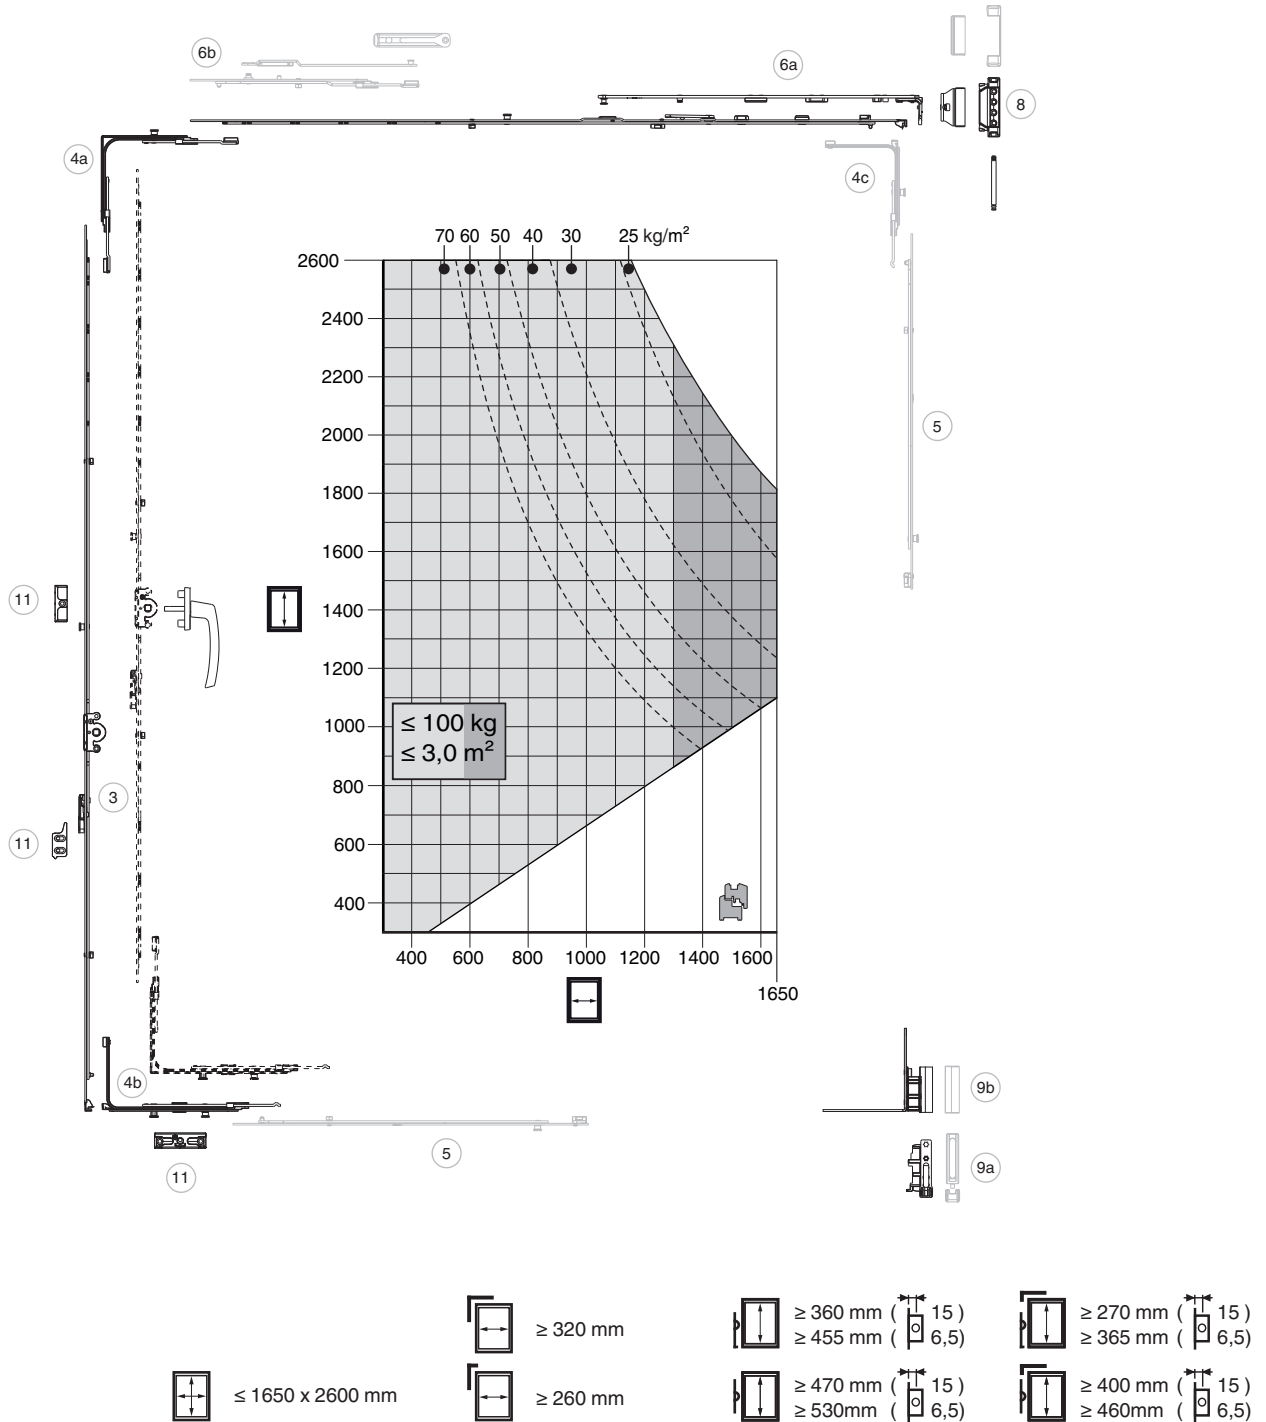 6b
6a
8
4a
4c
70 60 50 40 30 25 kg/m²
2600
2400
2200
2000
5
1800
1600
11
1400
1200
≤ 100 kg
1000
≤ 3,0 m²
3
800
11
600
400
400 600 800 1000 1200 1400 1600
1650
4b
9b
5
11
9a
≥ 320 mm
≥ 360 mm ( 15 )
≥ 455 mm ( 6,5)
≥ 270 mm ( 15 )
≥ 365 mm ( 6,5)
≤ 1650 x 2600 mm
≥ 260 mm
≥ 470 mm ( 15 )
≥ 530mm ( 6,5)
≥ 400 mm ( 15 )
≥ 460mm ( 6,5)